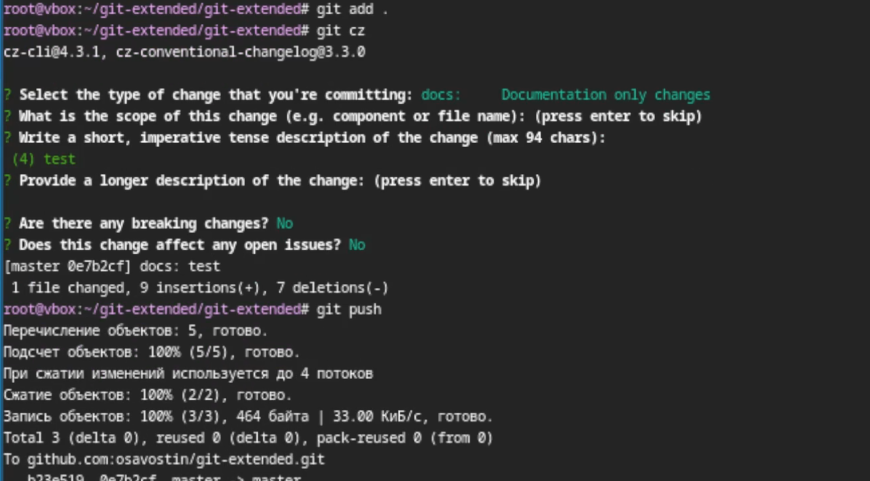 root@vbox:~/git-extended/git-extended# git add .
root@vbox:~/git-extended/git-extended# git cz
cz-cli@4.3.1, cz-conventional-changelog@3.3.0
? Select the type of change that you're committing: docs:     Documentation only changes
? What is the scope of this change (e.g. component or file name): (press enter to skip)
? Write a short, imperative tense description of the change (max 94 chars):
 (4) test
? Provide a longer description of the change: (press enter to skip)
? Are there any breaking changes? No
? Does this change affect any open issues? No
[master 0e7b2cf] docs: test
 1 file changed, 9 insertions(+), 7 deletions(-)
root@vbox:~/git-extended/git-extended# git push
Перечисление объектов: 5, готово.
Подсчет объектов: 100% (5/5), готово.
При сжатии изменений используется до 4 потоков
Сжатие объектов: 100% (2/2), готово.
Запись объектов: 100% (3/3), 464 байта | 33.00 КиБ/с, готово.
Total 3 (delta 0), reused 0 (delta 0), pack-reused 0 (from 0)
To github.com:osavostin/git-extended.git
   b23e519..0e7b2cf  master -> master